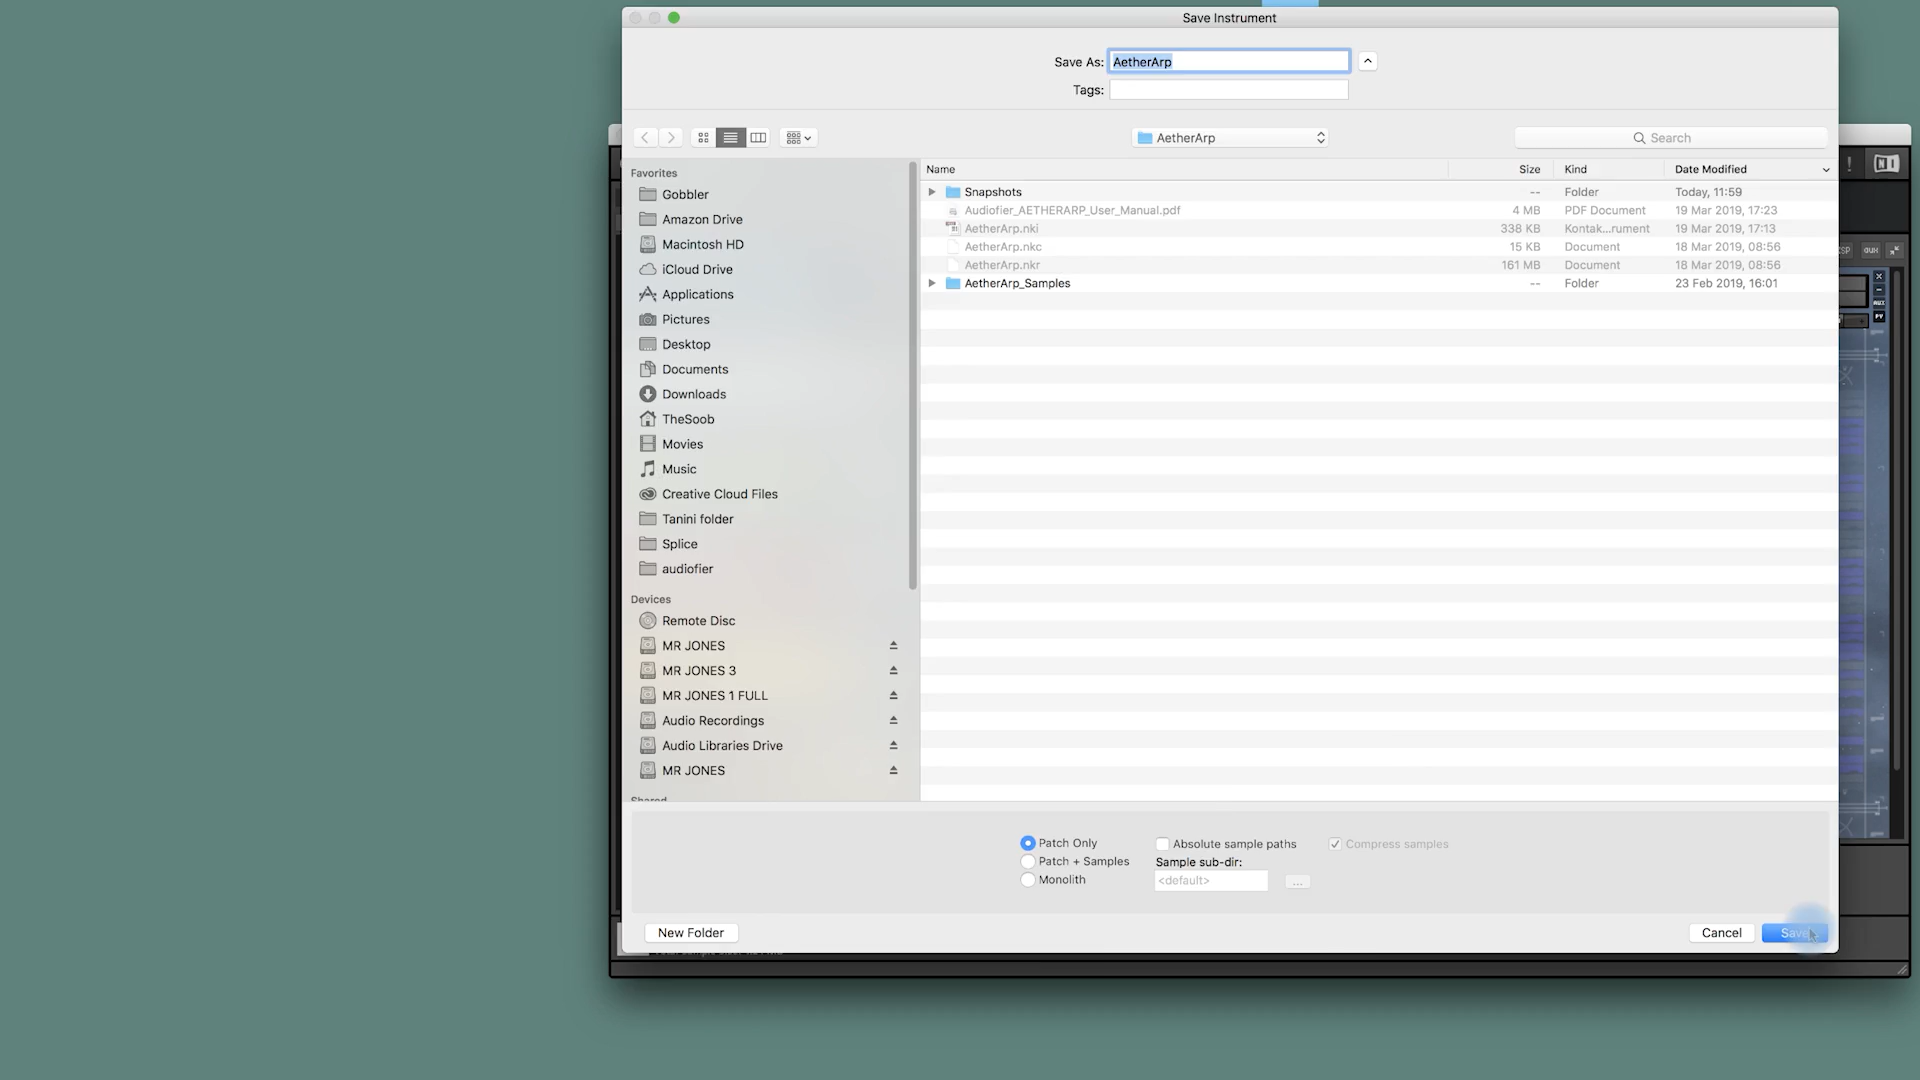 Save Instrument
Save As: AetherArp
Tags:
AetherArp
Search
Name Size Kind Date Modified
Snapshots -- Folder Today, 11:59
Audiofier_AETHERARP_User_Manual.pdf 4 MB PDF Document 19 Mar 2019, 17:23
AetherArp.nki 338 KB Kontak...rument 19 Mar 2019, 17:13
AetherArp.nkc 15 KB Document 18 Mar 2019, 08:56
AetherArp.nkr 161 MB Document 18 Mar 2019, 08:56
AetherArp_Samples -- Folder 23 Feb 2019, 16:01
Favorites
Gobbler
Amazon Drive
Macintosh HD
iCloud Drive
Applications
Pictures
Desktop
Documents
Downloads
TheSoob
Movies
Music
Creative Cloud Files
Tanini folder
Splice
audiofier
Devices
Remote Disc
MR JONES
MR JONES 3
MR JONES 1 FULL
Audio Recordings
Audio Libraries Drive
MR JONES
Shared
Patch Only
Patch + Samples
Monolith
Absolute sample paths
Sample sub-dir:
<default>
...
Compress samples
New Folder
Cancel
Save
!
NI
AUX
AUX
PV